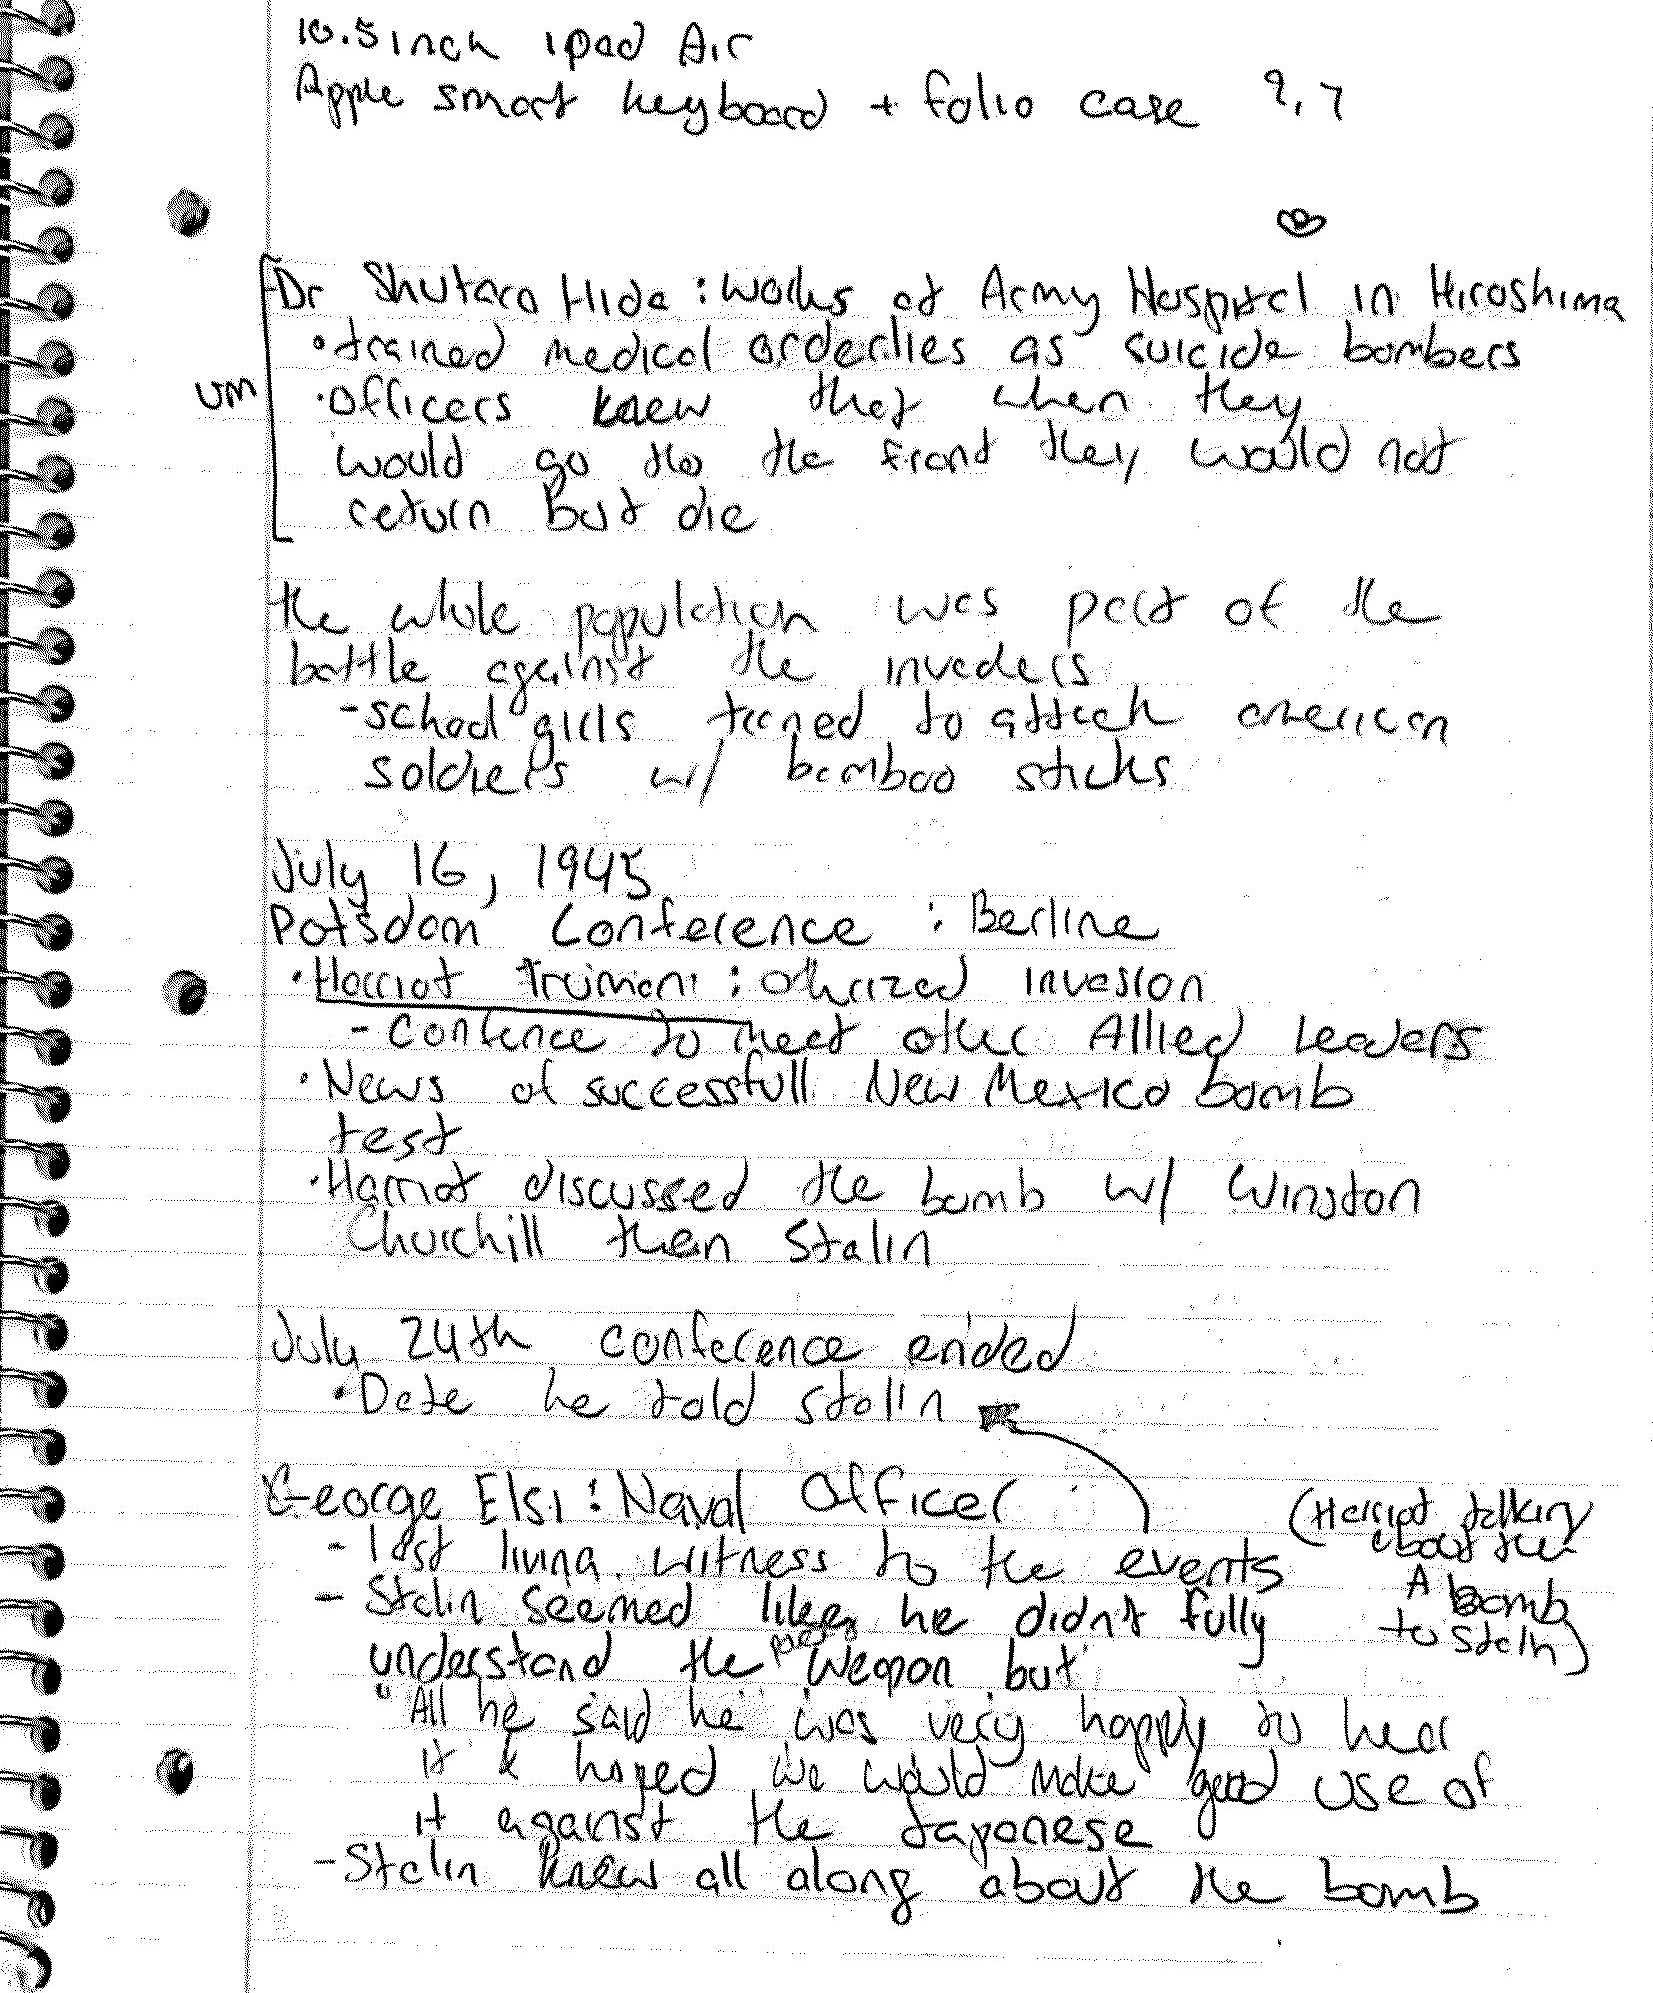 10.5 inch ipad Air
Apple smart keyboard + folio case 9,7
Dr Shutaro Hida : works at Army Hospital in Hiroshima
• trained medical orderlies as suicide bombers
um
• Officers knew that when they
would go tho the front they would not
return but die
the whole population was part of the
battle against the invaders
- school girls trained to attack american
soldiers w/ bamboo sticks
July 16, 1945
Potsdam Conference : Berline
• Harriot Truman : othrized invasion
- Confence to meet other Allied Leaders
• News of successfull New Mexico bomb
test
• Harriot discussed the bomb w/ Winston
Churchill then Stalin
July 24th conference ended
• Date he told stalin
George Elsi : Naval Officer
- last living witness to the events
(Harriot talking
about the
A bomb
to Stalin)
- Stalin seemed like he didn't fully
understand the weapon but
" All he said he was very happy to hear
it & hoped we would make good use of
it against the Japonese
- Stalin knew all along about the bomb